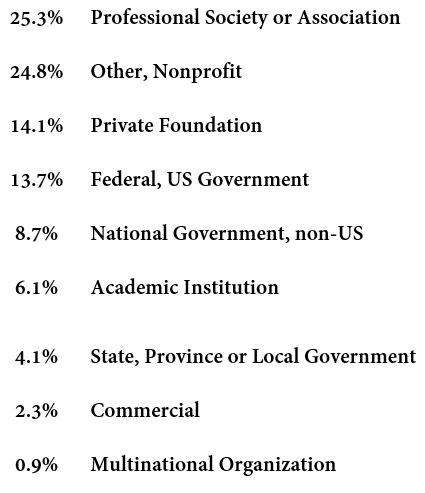 25.3% Professional Society or Association
24.8% Other, Nonprofit
14.1% Private Foundation
13.7% Federal, US Government
8.7% National Government, non-US
6.1% Academic Institution
4.1% State, Province or Local Government
2.3% Commercial
0.9% Multinational Organization